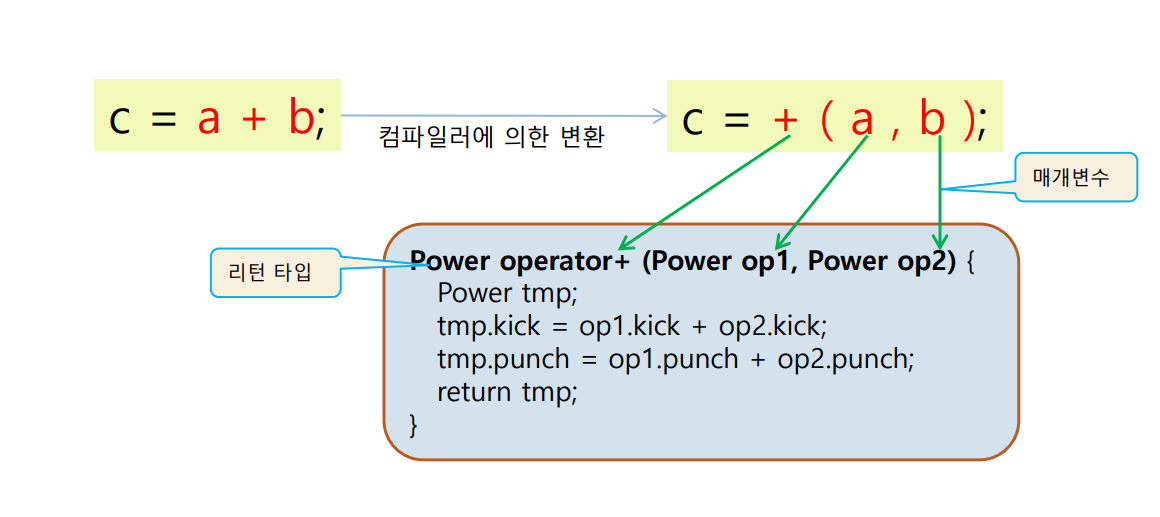 c = a + b;
컴파일러에 의한 변환
c = + ( a , b );
매개변수
리턴 타입
Power operator+ (Power op1, Power op2) {
Power tmp;
tmp.kick = op1.kick + op2.kick;
tmp.punch = op1.punch + op2.punch;
return tmp;
}